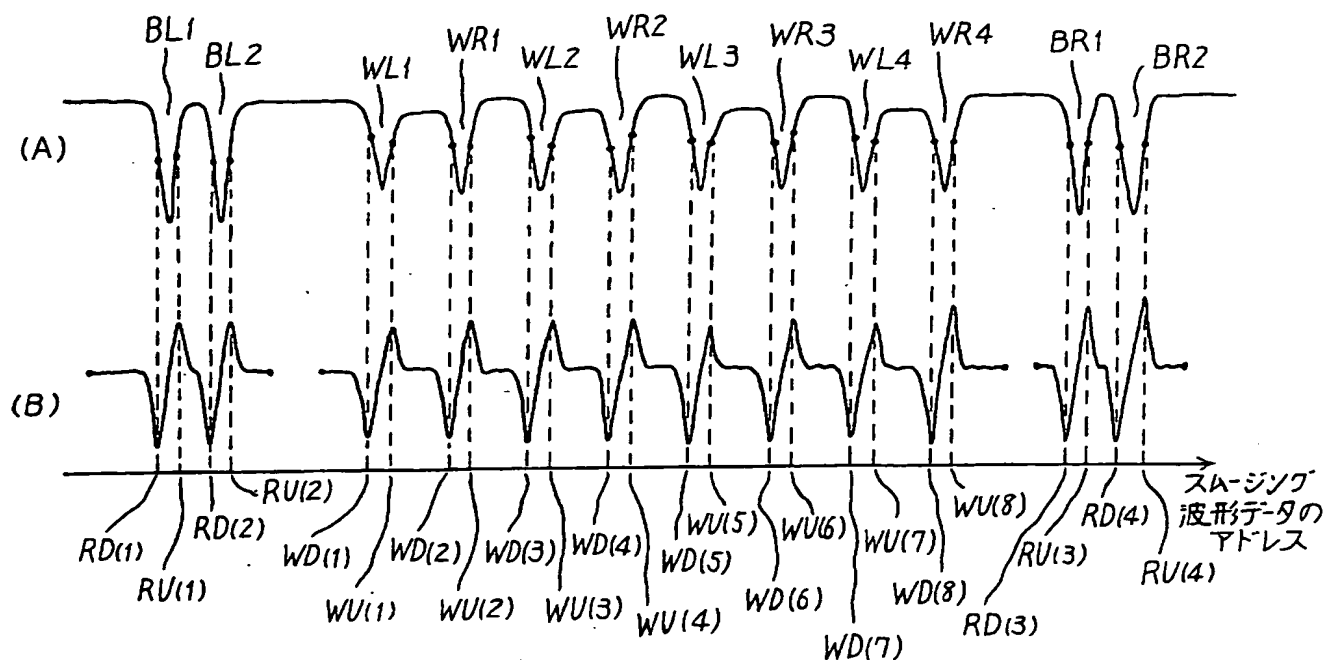 BL1
BL2
WL1
WR1
WL2
WR2
WL3
WR3
WL4
WR4
BR1
BR2
(A)
(B)
RD(1)
RU(1)
RD(2)
RU(2)
WD(1)
WU(1)
WD(2)
WU(2)
WD(3)
WU(3)
WD(4)
WU(4)
WD(5)
WU(5)
WD(6)
WU(6)
WD(7)
WU(7)
WD(8)
WU(8)
RD(3)
RU(3)
RD(4)
RU(4)
スムージング
波形データの
アドレス